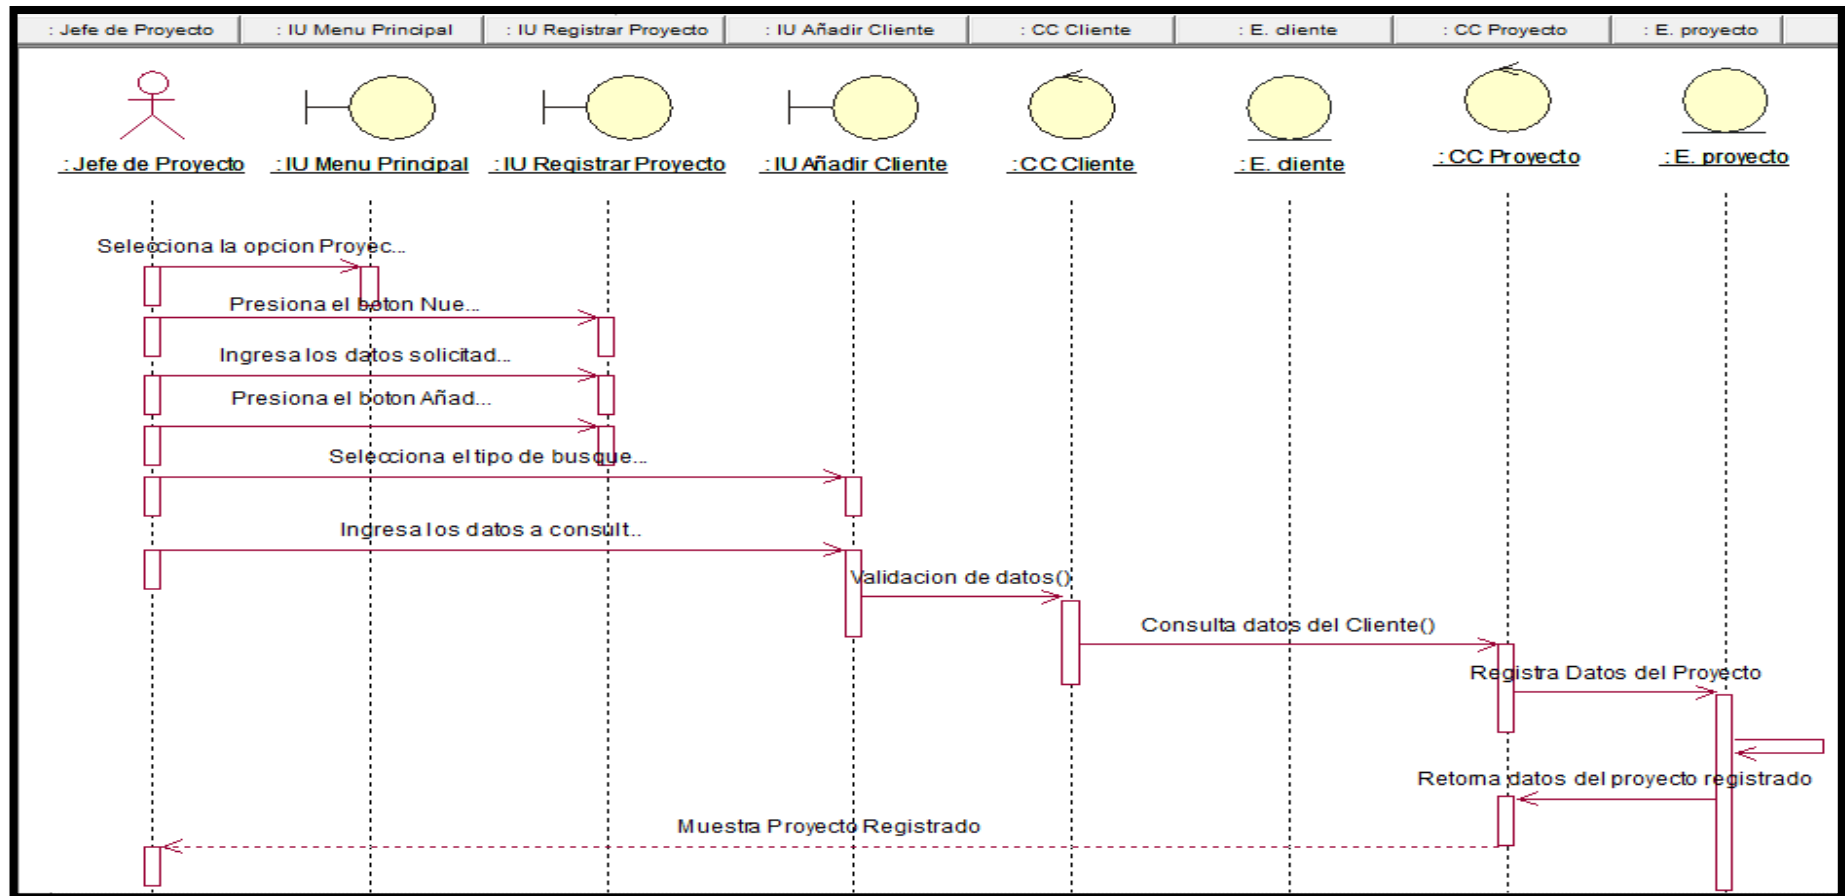 : Jefe de Proyecto
: IU Menu Principal
: IU Registrar Proyecto
: IU Añadir Cliente
: CC Cliente
: E. cliente
: CC Proyecto
: E. proyecto
: Jefe de Proyecto
: IU Menu Principal
: IU Registrar Proyecto
: IU Añadir Cliente
: CC Cliente
: E. cliente
: CC Proyecto
: E. proyecto
Selecciona la opcion Proyec...
Presiona el boton Nue...
Ingresa los datos solicitad...
Presiona el boton Añad...
Selecciona el tipo de busque...
Ingresa los datos a consult..
Validacion de datos()
Consulta datos del Cliente()
Registra Datos del Proyecto
Retorna datos del proyecto registrado
Muestra Proyecto Registrado